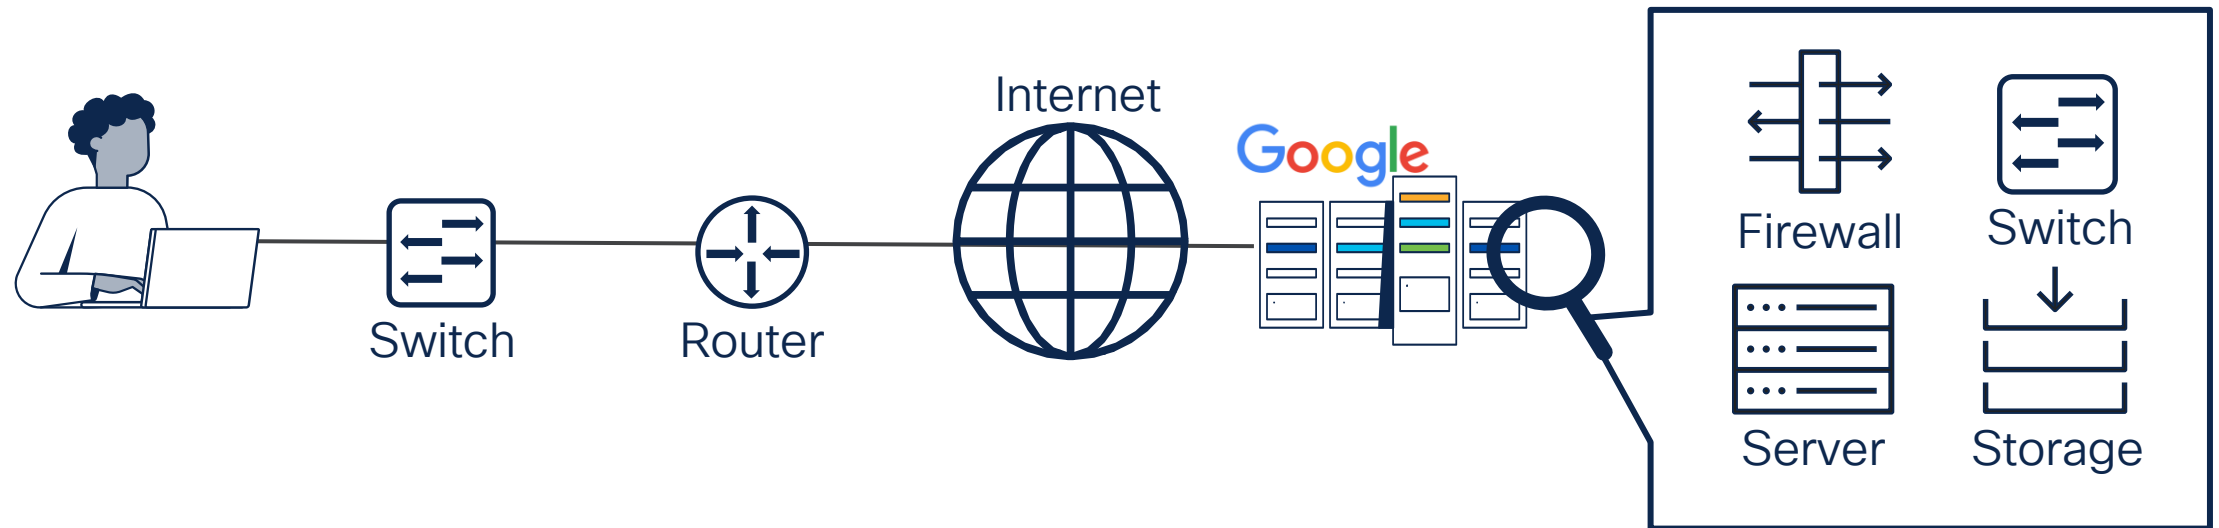 Internet
Google
Switch
Router
Firewall
Switch
Server
Storage